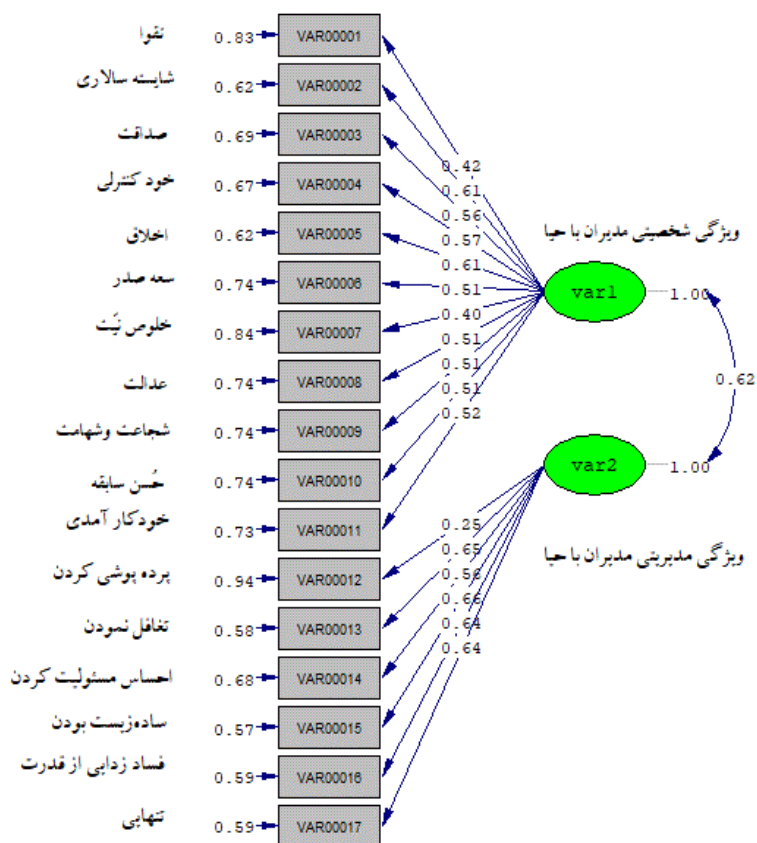 تقوا 0.83 VAR00001
شایسته سالاری 0.62 VAR00002
صداقت 0.69 VAR00003
خود کنترلی 0.67 VAR00004
اخلاق 0.62 VAR00005
سعه صدر 0.74 VAR00006
خلوص نیّت 0.84 VAR00007
عدالت 0.74 VAR00008
شجاعت وشهامت 0.74 VAR00009
حُسن سابقه 0.74 VAR00010
خودکار آمدی 0.73 VAR00011
پرده پوشی کردن 0.94 VAR00012
تغافل نمودن 0.58 VAR00013
احساس مسئولیت کردن 0.68 VAR00014
ساده‌زیست بودن 0.57 VAR00015
فساد زدایی از قدرت 0.59 VAR00016
تنهایی 0.59 VAR00017
0.42
0.61
0.56
0.57
0.61
0.51
0.40
0.51
0.51
0.51
0.52
ویژگی شخصیتی مدیران با حیا
var1 1.00
0.62
var2 1.00
ویژگی مدیریتی مدیران با حیا
0.25
0.65
0.56
0.66
0.64
0.64